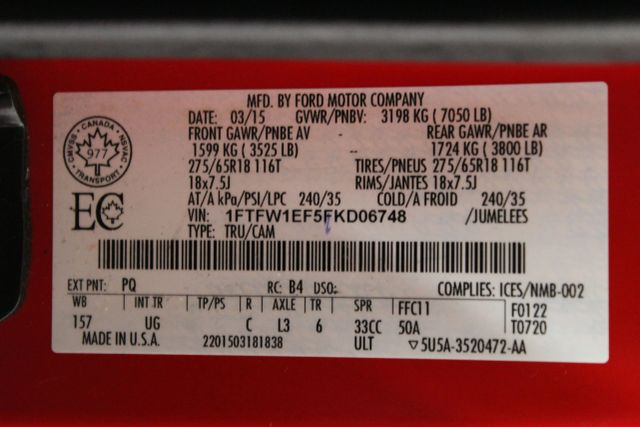 MFD. BY FORD MOTOR COMPANY
DATE: 03/15 GVWR/PNBV: 3198 KG ( 7050 LB)
FRONT GAWR/PNBE AV REAR GAWR/PNBE AR
1599 KG ( 3525 LB) -- 1724 KG ( 3800 LB)
275/65R18 116T TIRES/PNEUS 275/65R18 116T
18x7.5J RIMS/JANTES 18x7.5J
AT/A kPa/PSI/LPC 240/35 COLD/A FROID 240/35
VIN: 1FTFW1EF5FKD06748 /JUMELEES
TYPE: TRU/CAM
CANADA
CMVSS 977 NSVAC
TRANSPORT
EC
EXT PNT: PQ RC: B4 DSO: COMPLIES: ICES/NMB-002
WB INT TR TP/PS R AXLE TR SPR FFC11 F0122
157 UG C L3 6 33CC 50A T0720
MADE IN U.S.A. 2201503181838 ULT ▽5U5A-3520472-AA